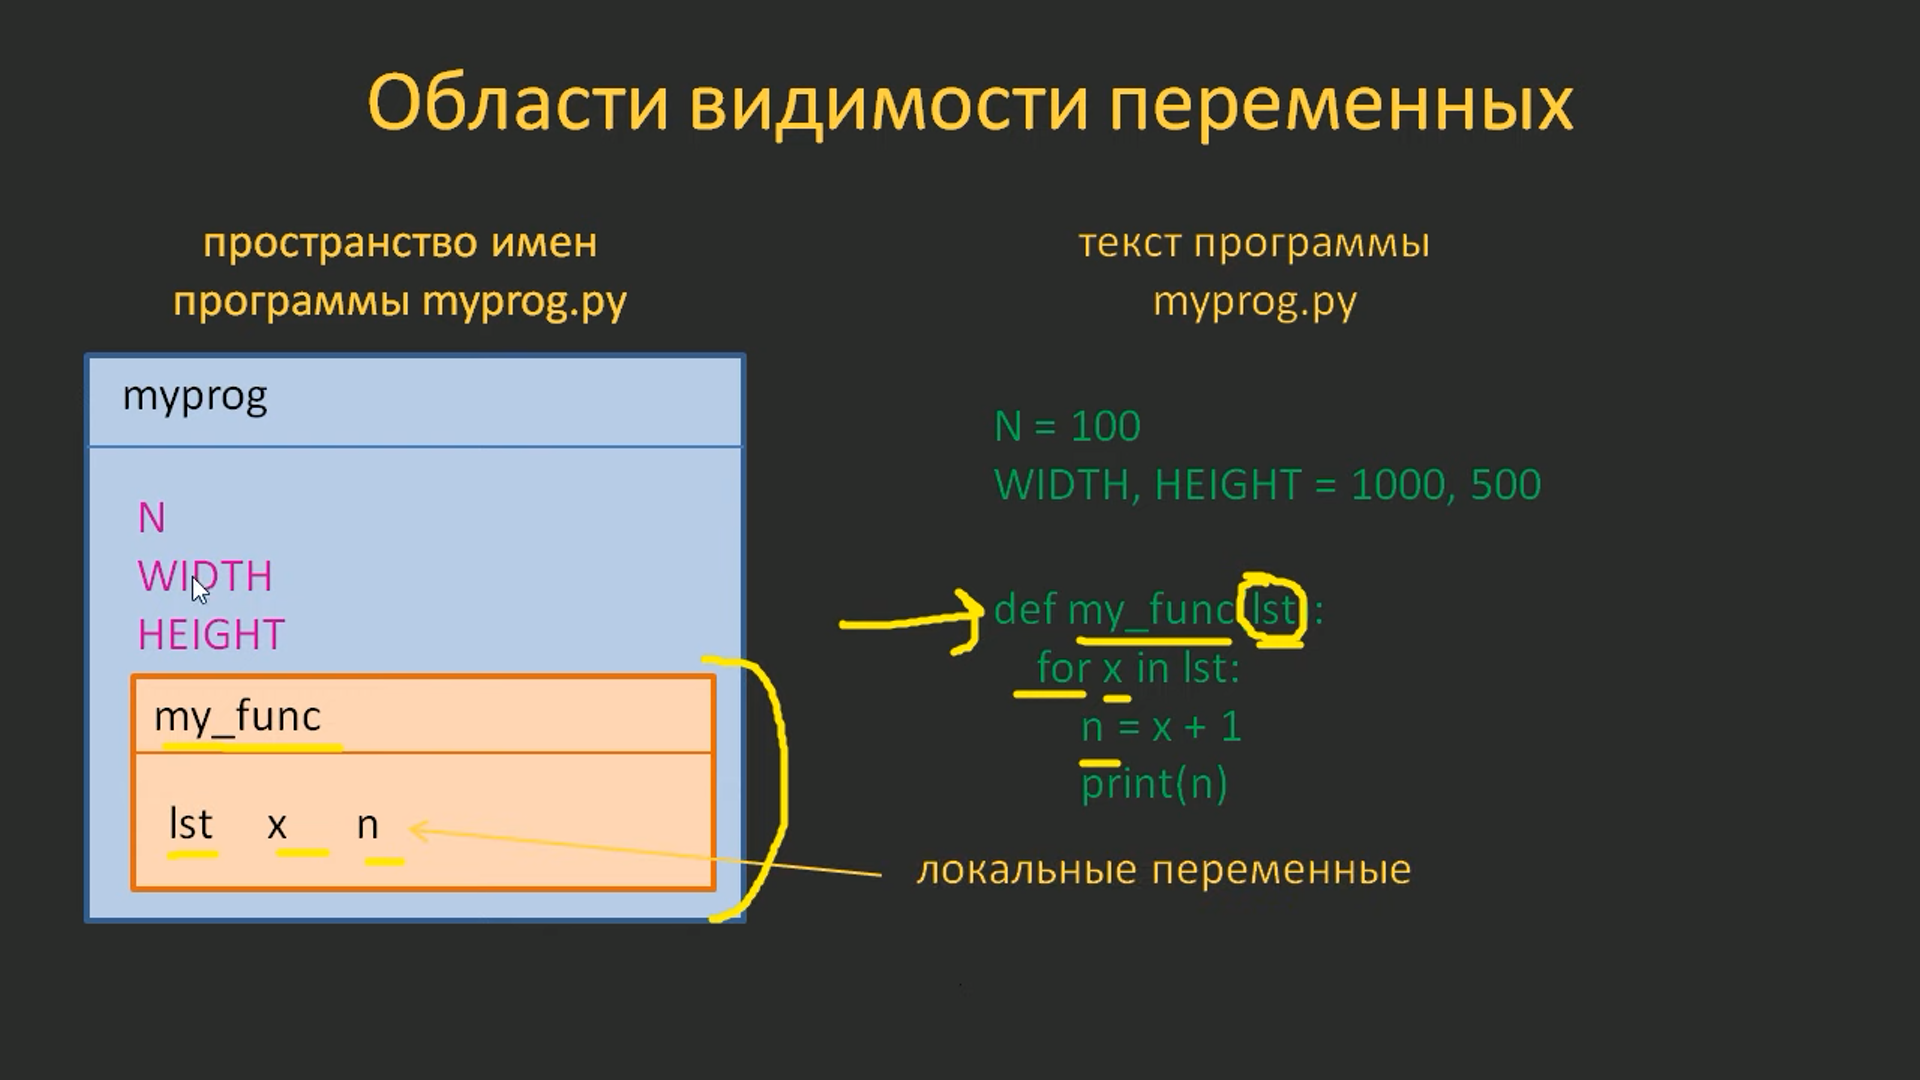 Области видимости переменных
пространство имен
программы myprog.py
myprog
N
WIDTH
HEIGHT
my_func
lst x n
текст программы
myprog.py
N = 100
WIDTH, HEIGHT = 1000, 500
def my_func(lst):
for x in lst:
n = x + 1
print(n)
локальные переменные